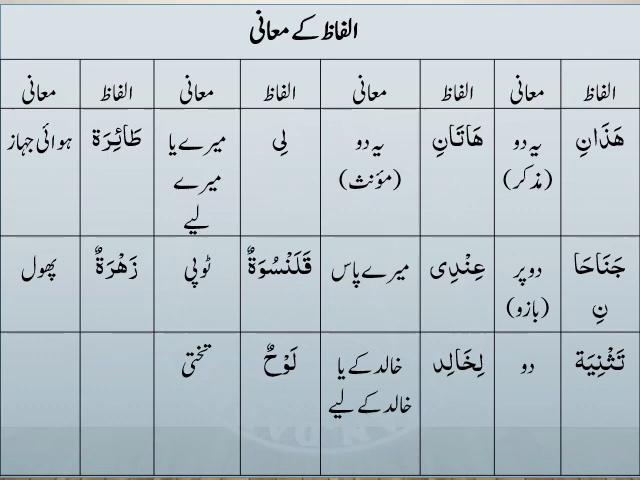 الفاظ کے معانی
الفاظ معانی الفاظ معانی الفاظ معانی الفاظ معانی
هَذَانِ یہ دو (مذکر) هَاتَانِ یہ دو (مؤنث) لِی میرے یا میرے لیے طَائِرَة ہوائی جہاز
جَنَاحَانِ دو پر (بازو) عِنْدِی میرے پاس قَلَنْسُوَةٌ ٹوپی زَهْرَةٌ پھول
تَثْنِيَة دو لِخَالِد خالد کے یا خالد کے لیے لَوْحٌ تختی